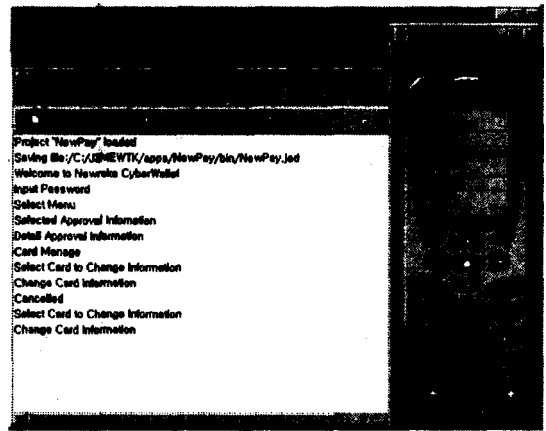 Project "NewPay" loaded
Saving file:/C:/J2MEWTK/apps/NewPay/bin/NewPay.jad
Welcome to Newreka CyberWallet
Input Password
Select Menu
Selected Approval Information
Detail Approval Information
Card Manage
Select Card to Change Information
Change Card Information
Cancelled
Select Card to Change Information
Change Card Information